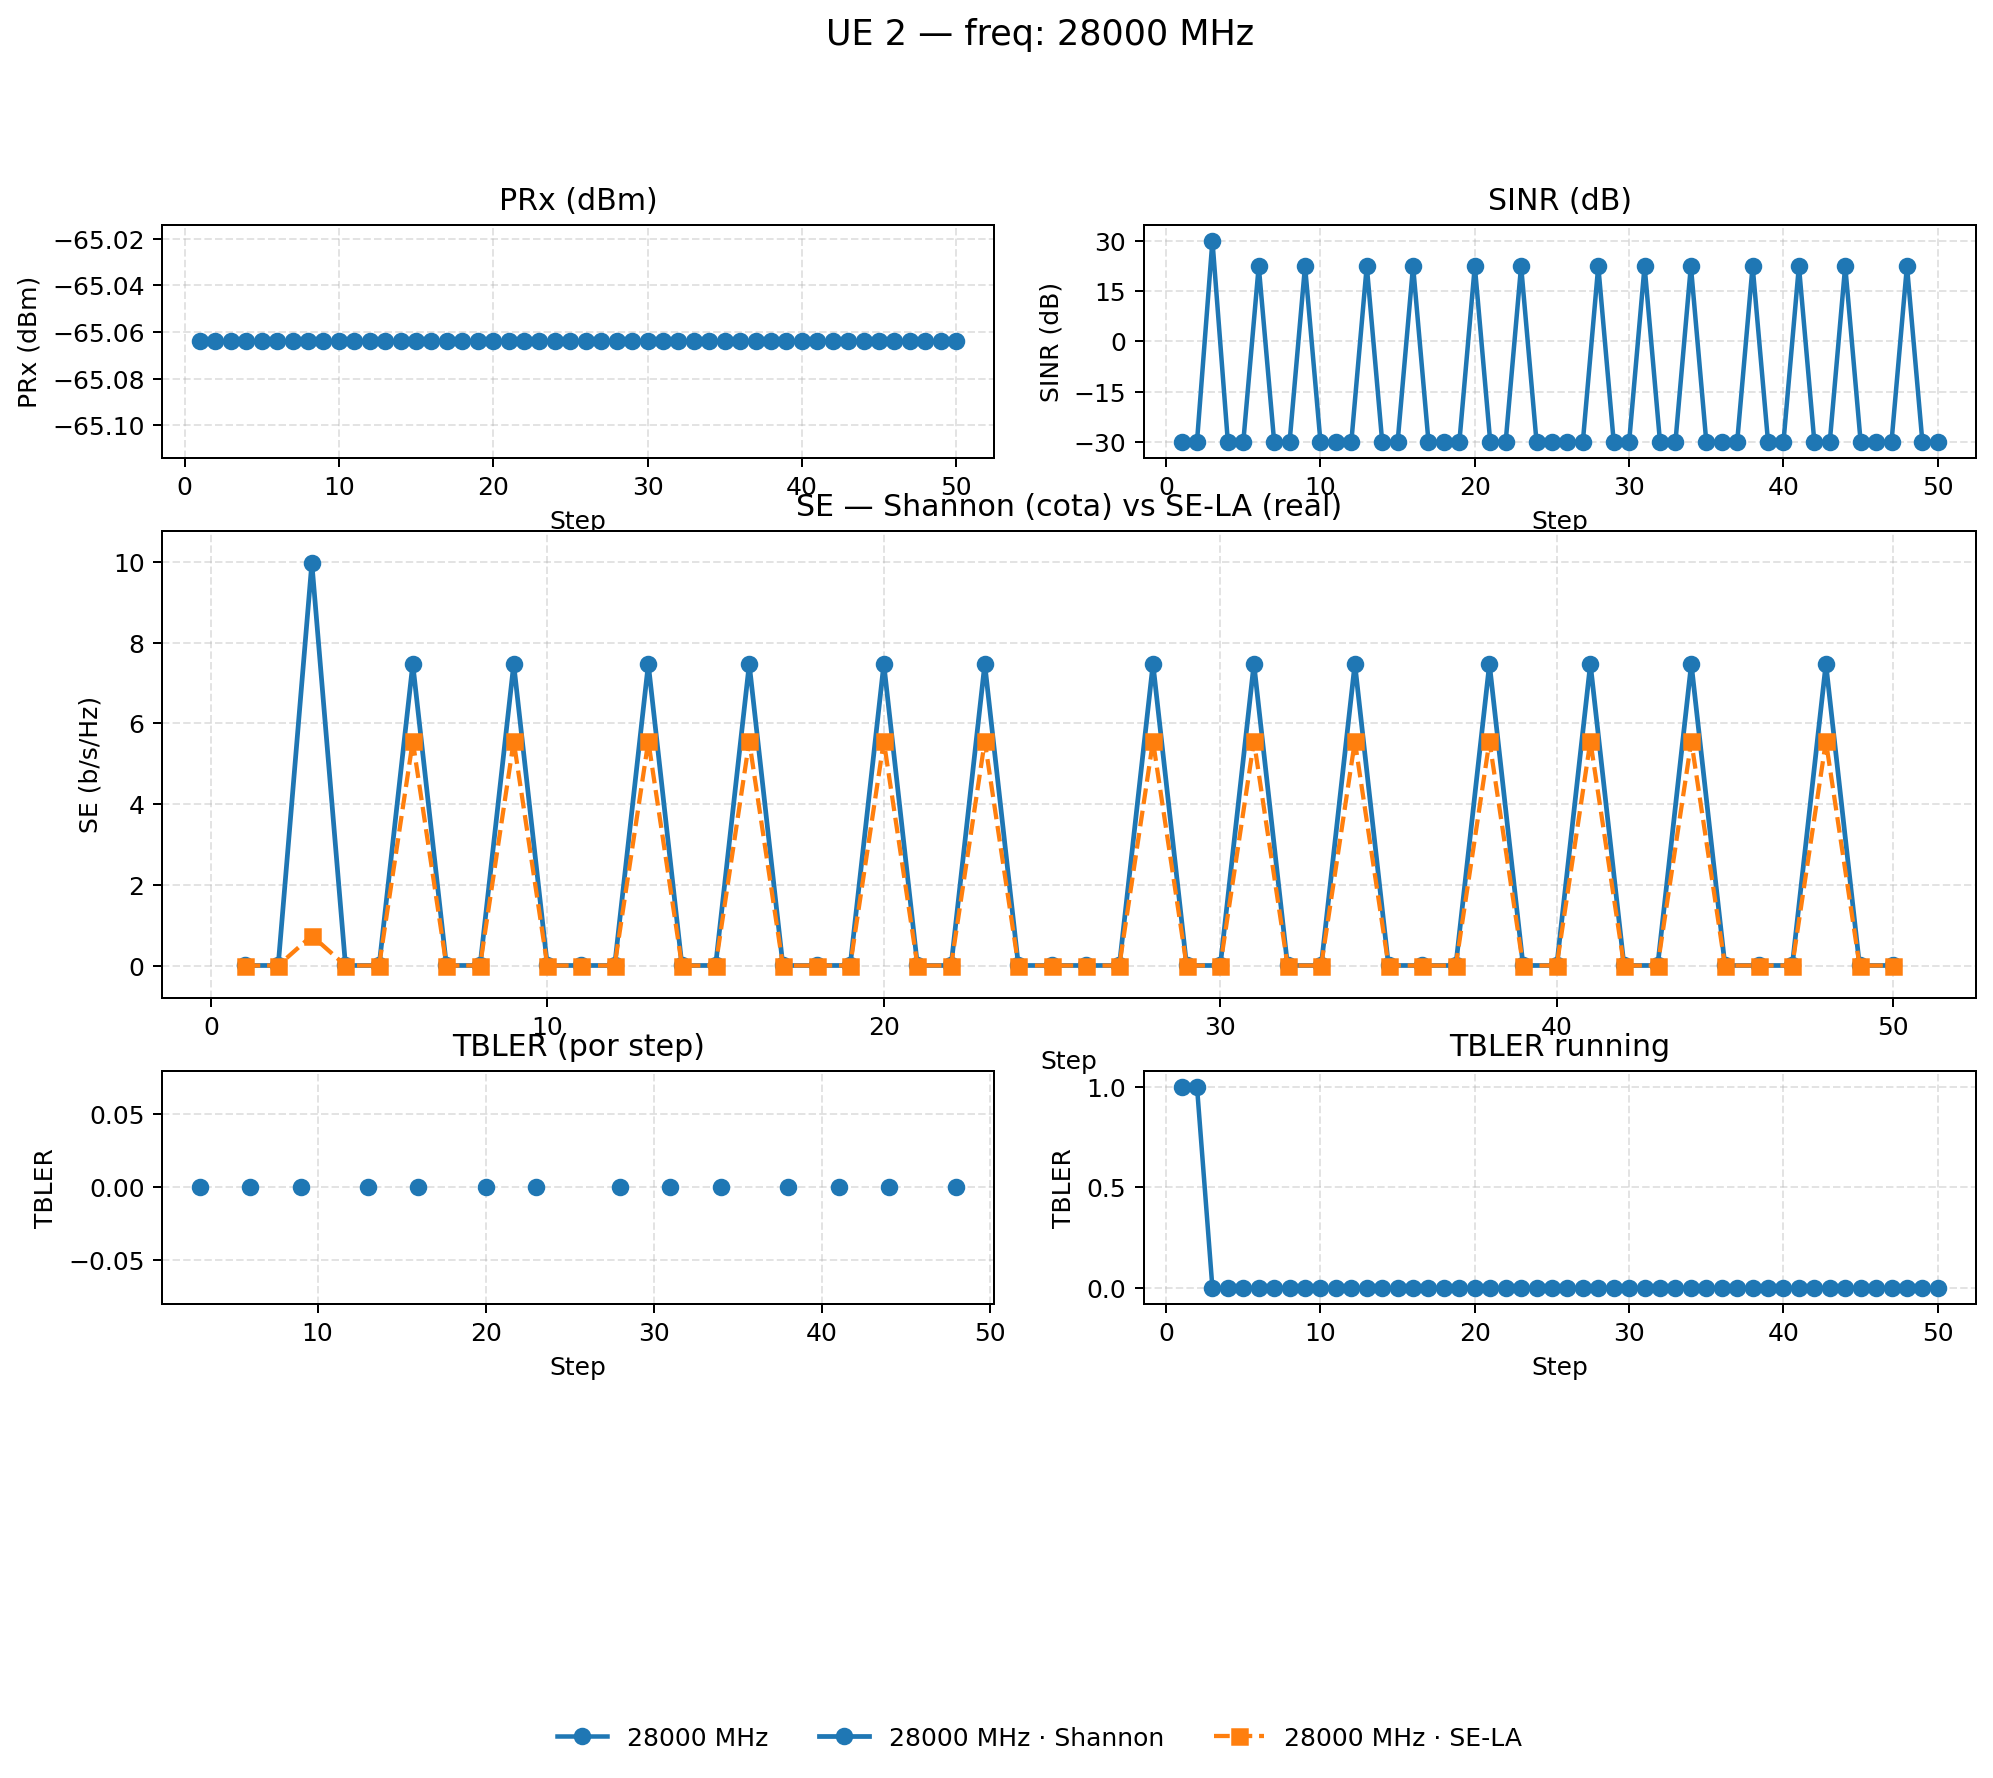 UE 2 — freq: 28000 MHz
PRx (dBm)
PRx (dBm)
−65.02
−65.04
−65.06
−65.08
−65.10
0 10 20 30 40 50
Step
SINR (dB)
SINR (dB)
30
15
0
−15
−30
0 10 20 30 40 50
Step
SE — Shannon (cota) vs SE-LA (real)
SE (b/s/Hz)
10
8
6
4
2
0
0 10 20 30 40 50
Step
TBLER (por step)
TBLER
0.05
0.00
−0.05
10 20 30 40 50
Step
TBLER running
TBLER
1.0
0.5
0.0
0 10 20 30 40 50
Step
28000 MHz 28000 MHz · Shannon 28000 MHz · SE-LA